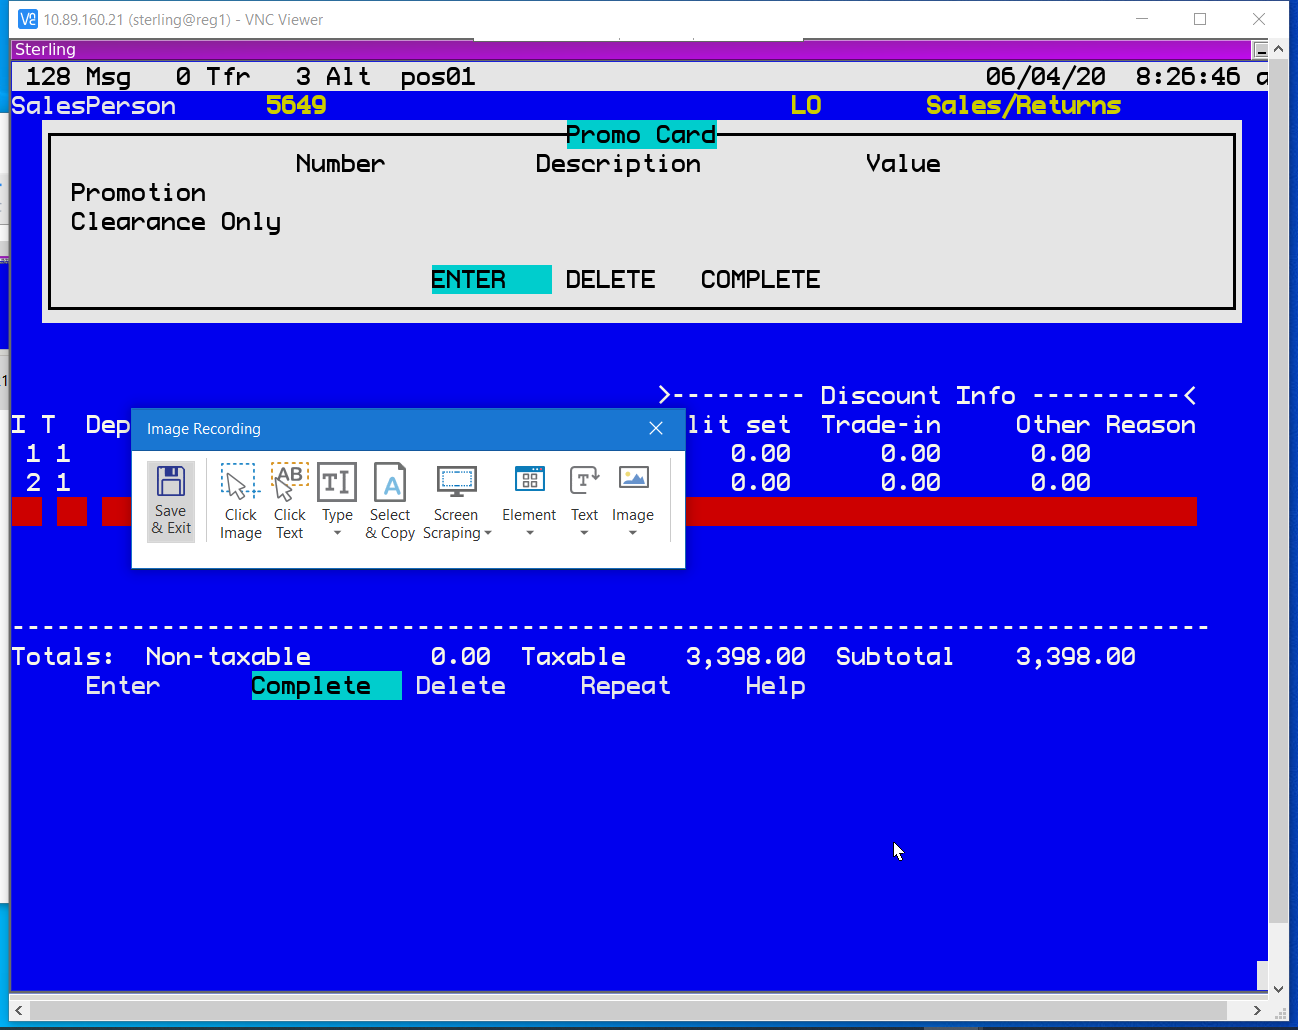 10.89.160.21 (sterling@reg1) - VNC Viewer
Sterling
128 Msg 0 Tfr 3 Alt pos01 06/04/20 8:26:46 a
SalesPerson 5649 LO Sales/Returns
Promo Card
Number Description Value
Promotion
Clearance Only
ENTER DELETE COMPLETE
>--------- Discount Info ----------<
I T Dep lit set Trade-in Other Reason
1 1 0.00 0.00 0.00
2 1 0.00 0.00 0.00
Image Recording
Save & Exit
Click Image
Click Text
Type
Select & Copy
Screen Scraping
Element
Text
Image
Totals: Non-taxable 0.00 Taxable 3,398.00 Subtotal 3,398.00
Enter Complete Delete Repeat Help